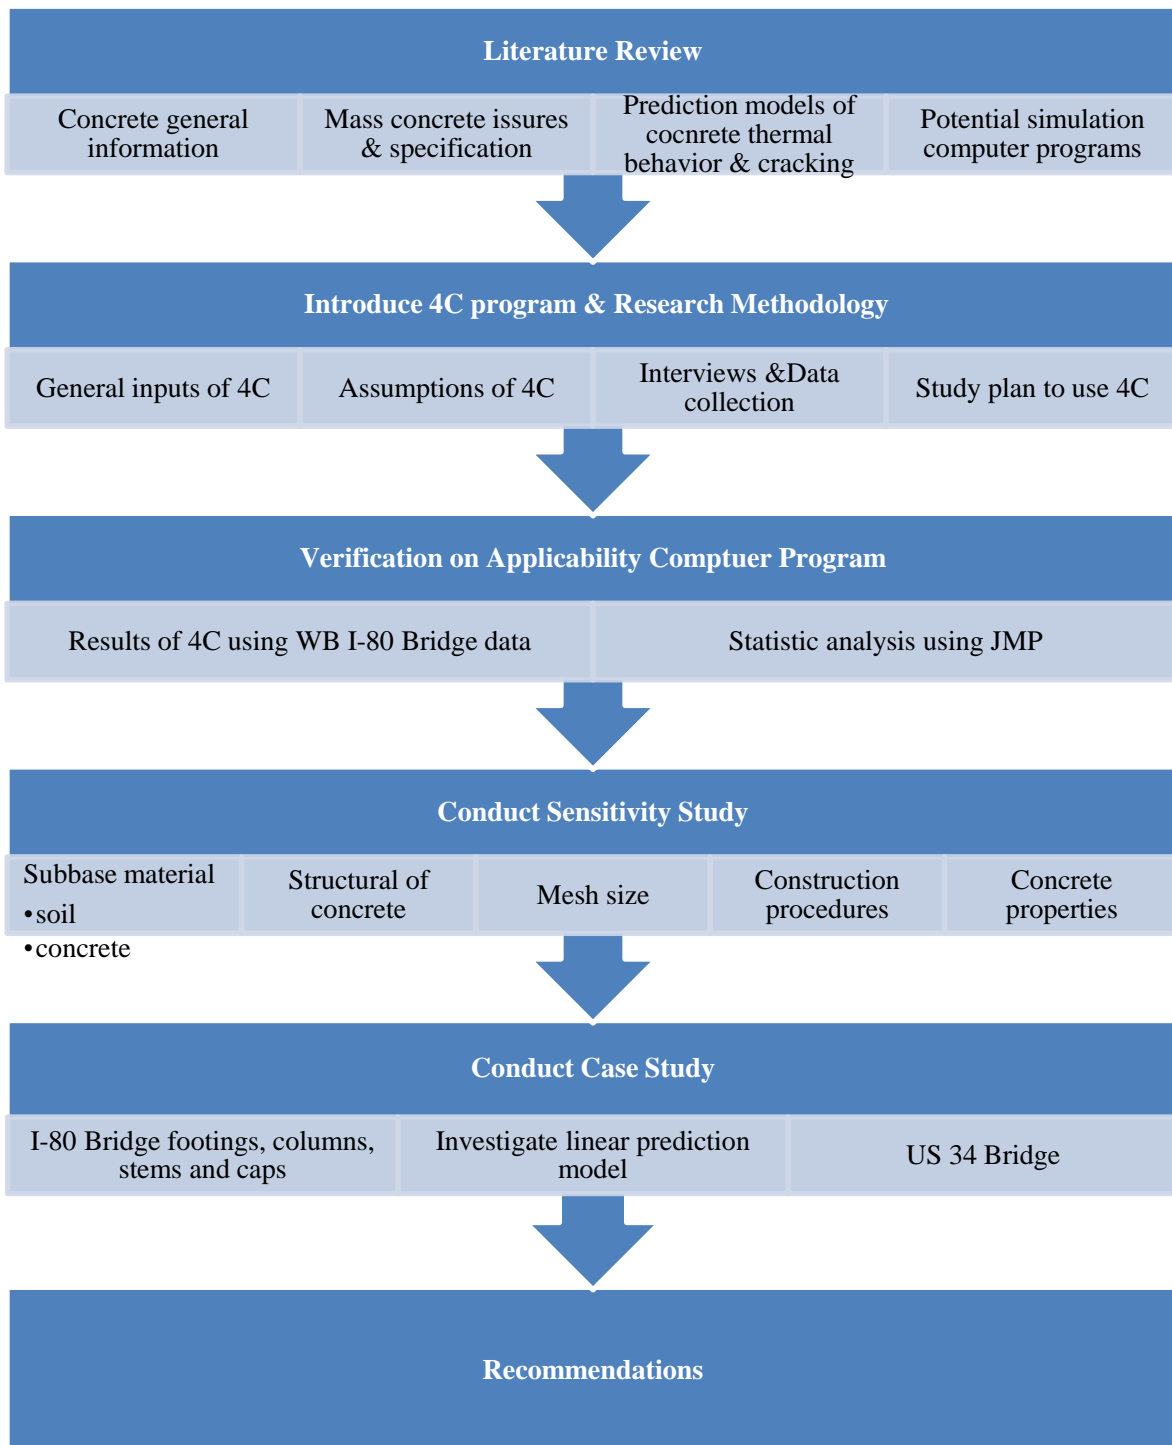 Literature Review
Concrete general
information
Mass concrete issures
& specification
Prediction models of
cocnrete thermal
behavior & cracking
Potential simulation
computer programs
Introduce 4C program & Research Methodology
General inputs of 4C
Assumptions of 4C
Interviews &Data
collection
Study plan to use 4C
Verification on Applicability Comptuer Program
Results of 4C using WB I-80 Bridge data
Statistic analysis using JMP
Conduct Sensitivity Study
Subbase material
•soil
•concrete
Structural of
concrete
Mesh size
Construction
procedures
Concrete
properties
Conduct Case Study
I-80 Bridge footings, columns,
stems and caps
Investigate linear prediction
model
US 34 Bridge
Recommendations